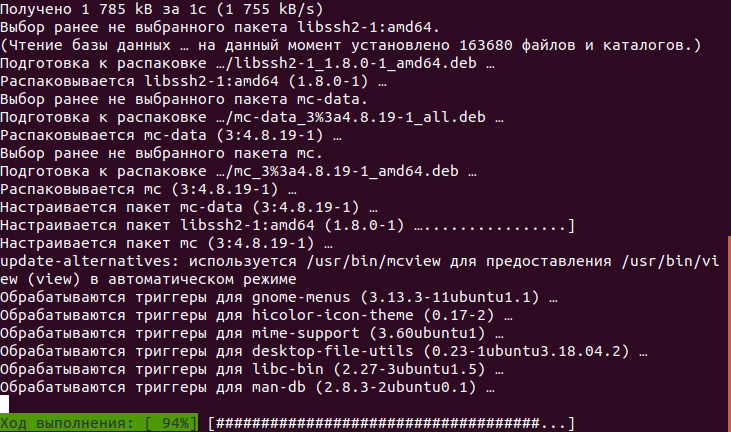 Получено 1 785 kB за 1с (1 755 kB/s)
Выбор ранее не выбранного пакета libssh2-1:amd64.
(Чтение базы данных … на данный момент установлено 163680 файлов и каталогов.)
Подготовка к распаковке …/libssh2-1_1.8.0-1_amd64.deb …
Распаковывается libssh2-1:amd64 (1.8.0-1) …
Выбор ранее не выбранного пакета mc-data.
Подготовка к распаковке …/mc-data_3%3a4.8.19-1_all.deb …
Распаковывается mc-data (3:4.8.19-1) …
Выбор ранее не выбранного пакета mc.
Подготовка к распаковке …/mc_3%3a4.8.19-1_amd64.deb …
Распаковывается mc (3:4.8.19-1) …
Настраивается пакет mc-data (3:4.8.19-1) …
Настраивается пакет libssh2-1:amd64 (1.8.0-1) …................]
Настраивается пакет mc (3:4.8.19-1) …
update-alternatives: используется /usr/bin/mcview для предоставления /usr/bin/vi
ew (view) в автоматическом режиме
Обрабатываются триггеры для gnome-menus (3.13.3-11ubuntu1.1) …
Обрабатываются триггеры для hicolor-icon-theme (0.17-2) …
Обрабатываются триггеры для mime-support (3.60ubuntu1) …
Обрабатываются триггеры для desktop-file-utils (0.23-1ubuntu3.18.04.2) …
Обрабатываются триггеры для libc-bin (2.27-3ubuntu1.5) …
Обрабатываются триггеры для man-db (2.8.3-2ubuntu0.1) …
Ход выполнения: [ 94%] [####################################...]